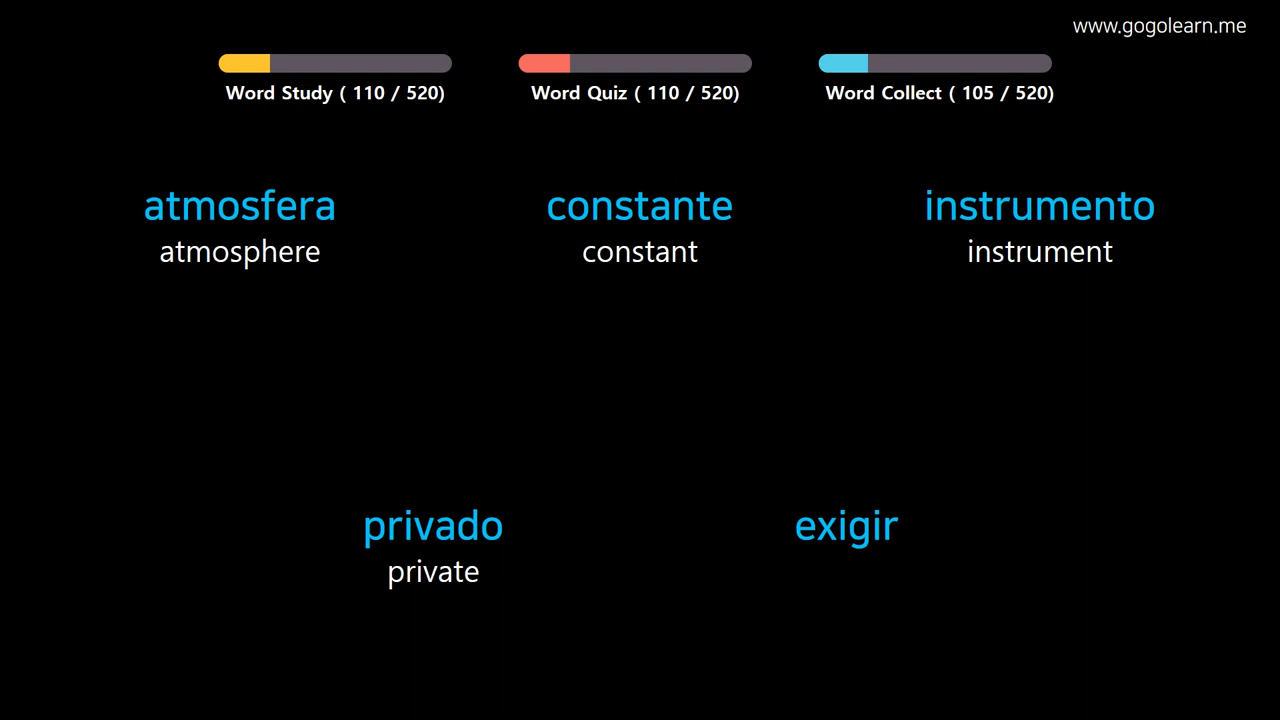 www.gogolearn.me
Word Study ( 110 / 520)
Word Quiz ( 110 / 520)
Word Collect ( 105 / 520)
atmosfera
atmosphere
constante
constant
instrumento
instrument
privado
private
exigir